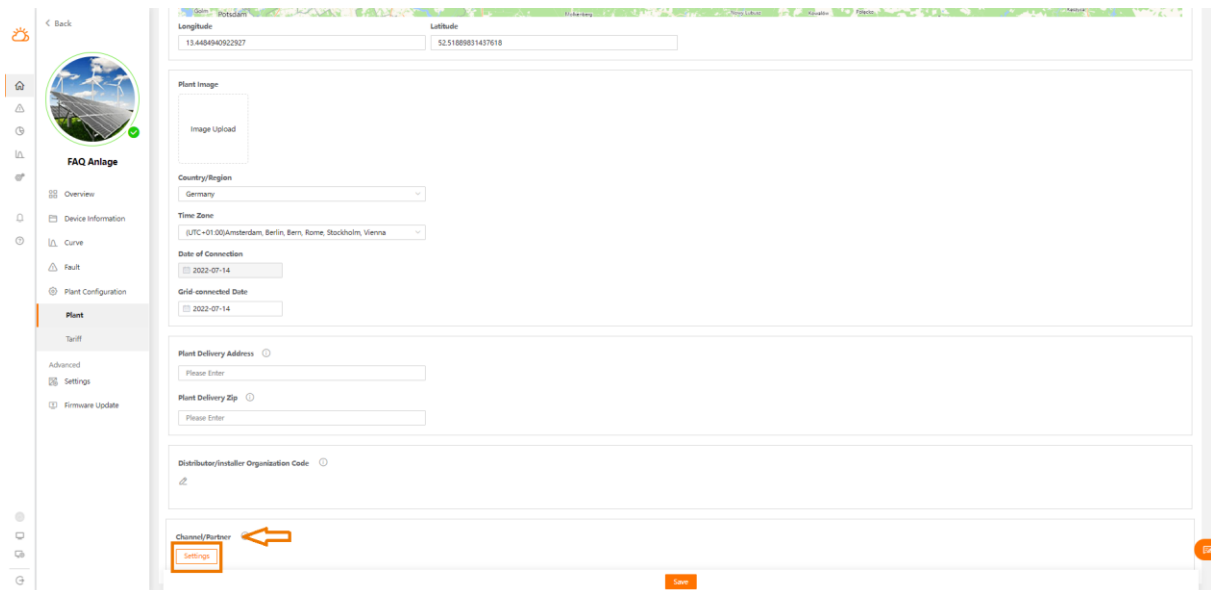 Back
FAQ Anlage
Overview
Device Information
Curve
Fault
Plant Configuration
Plant
Tariff
Advanced
Settings
Firmware Update
Potsdam
Longitude
Latitude
13.4484940922927
52.51889831437618
Plant Image
Image Upload
Country/Region
Germany
Time Zone
(UTC+01:00)Amsterdam, Berlin, Bern, Rome, Stockholm, Vienna
Date of Connection
2022-07-14
Grid-connected Date
2022-07-14
Plant Delivery Address
Please Enter
Plant Delivery Zip
Please Enter
Distributor/installer Organization Code
Channel/Partner
Settings
Save